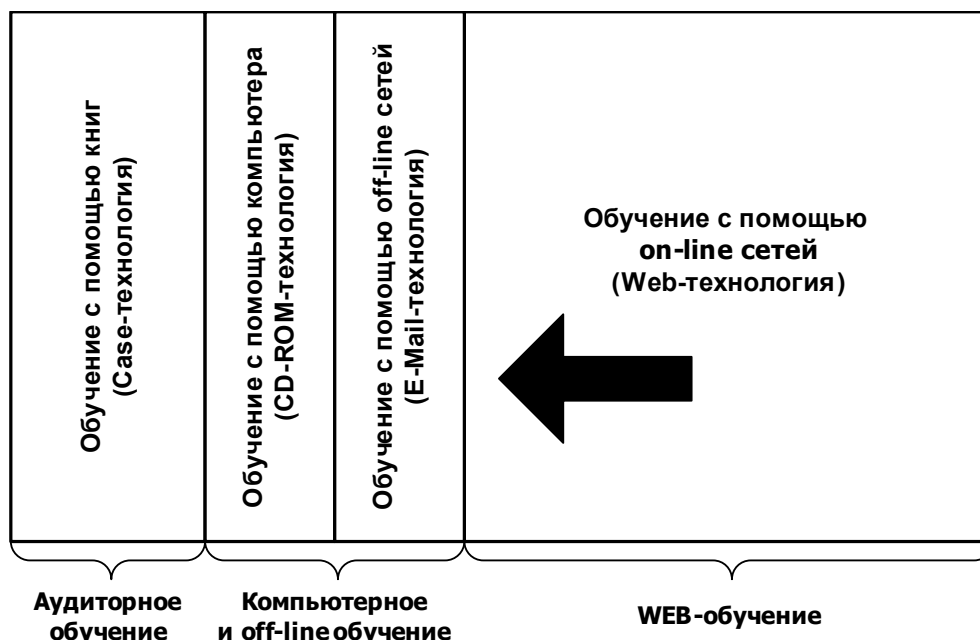 Обучение с помощью книг
(Case-технология)
Обучение с помощью компьютера
(CD-ROM-технология)
Обучение с помощью off-line сетей
(E-Mail-технология)
Обучение с помощью
on-line сетей
(Web-технология)
Аудиторное
обучение
Компьютерное
и off-line обучение
WEB-обучение